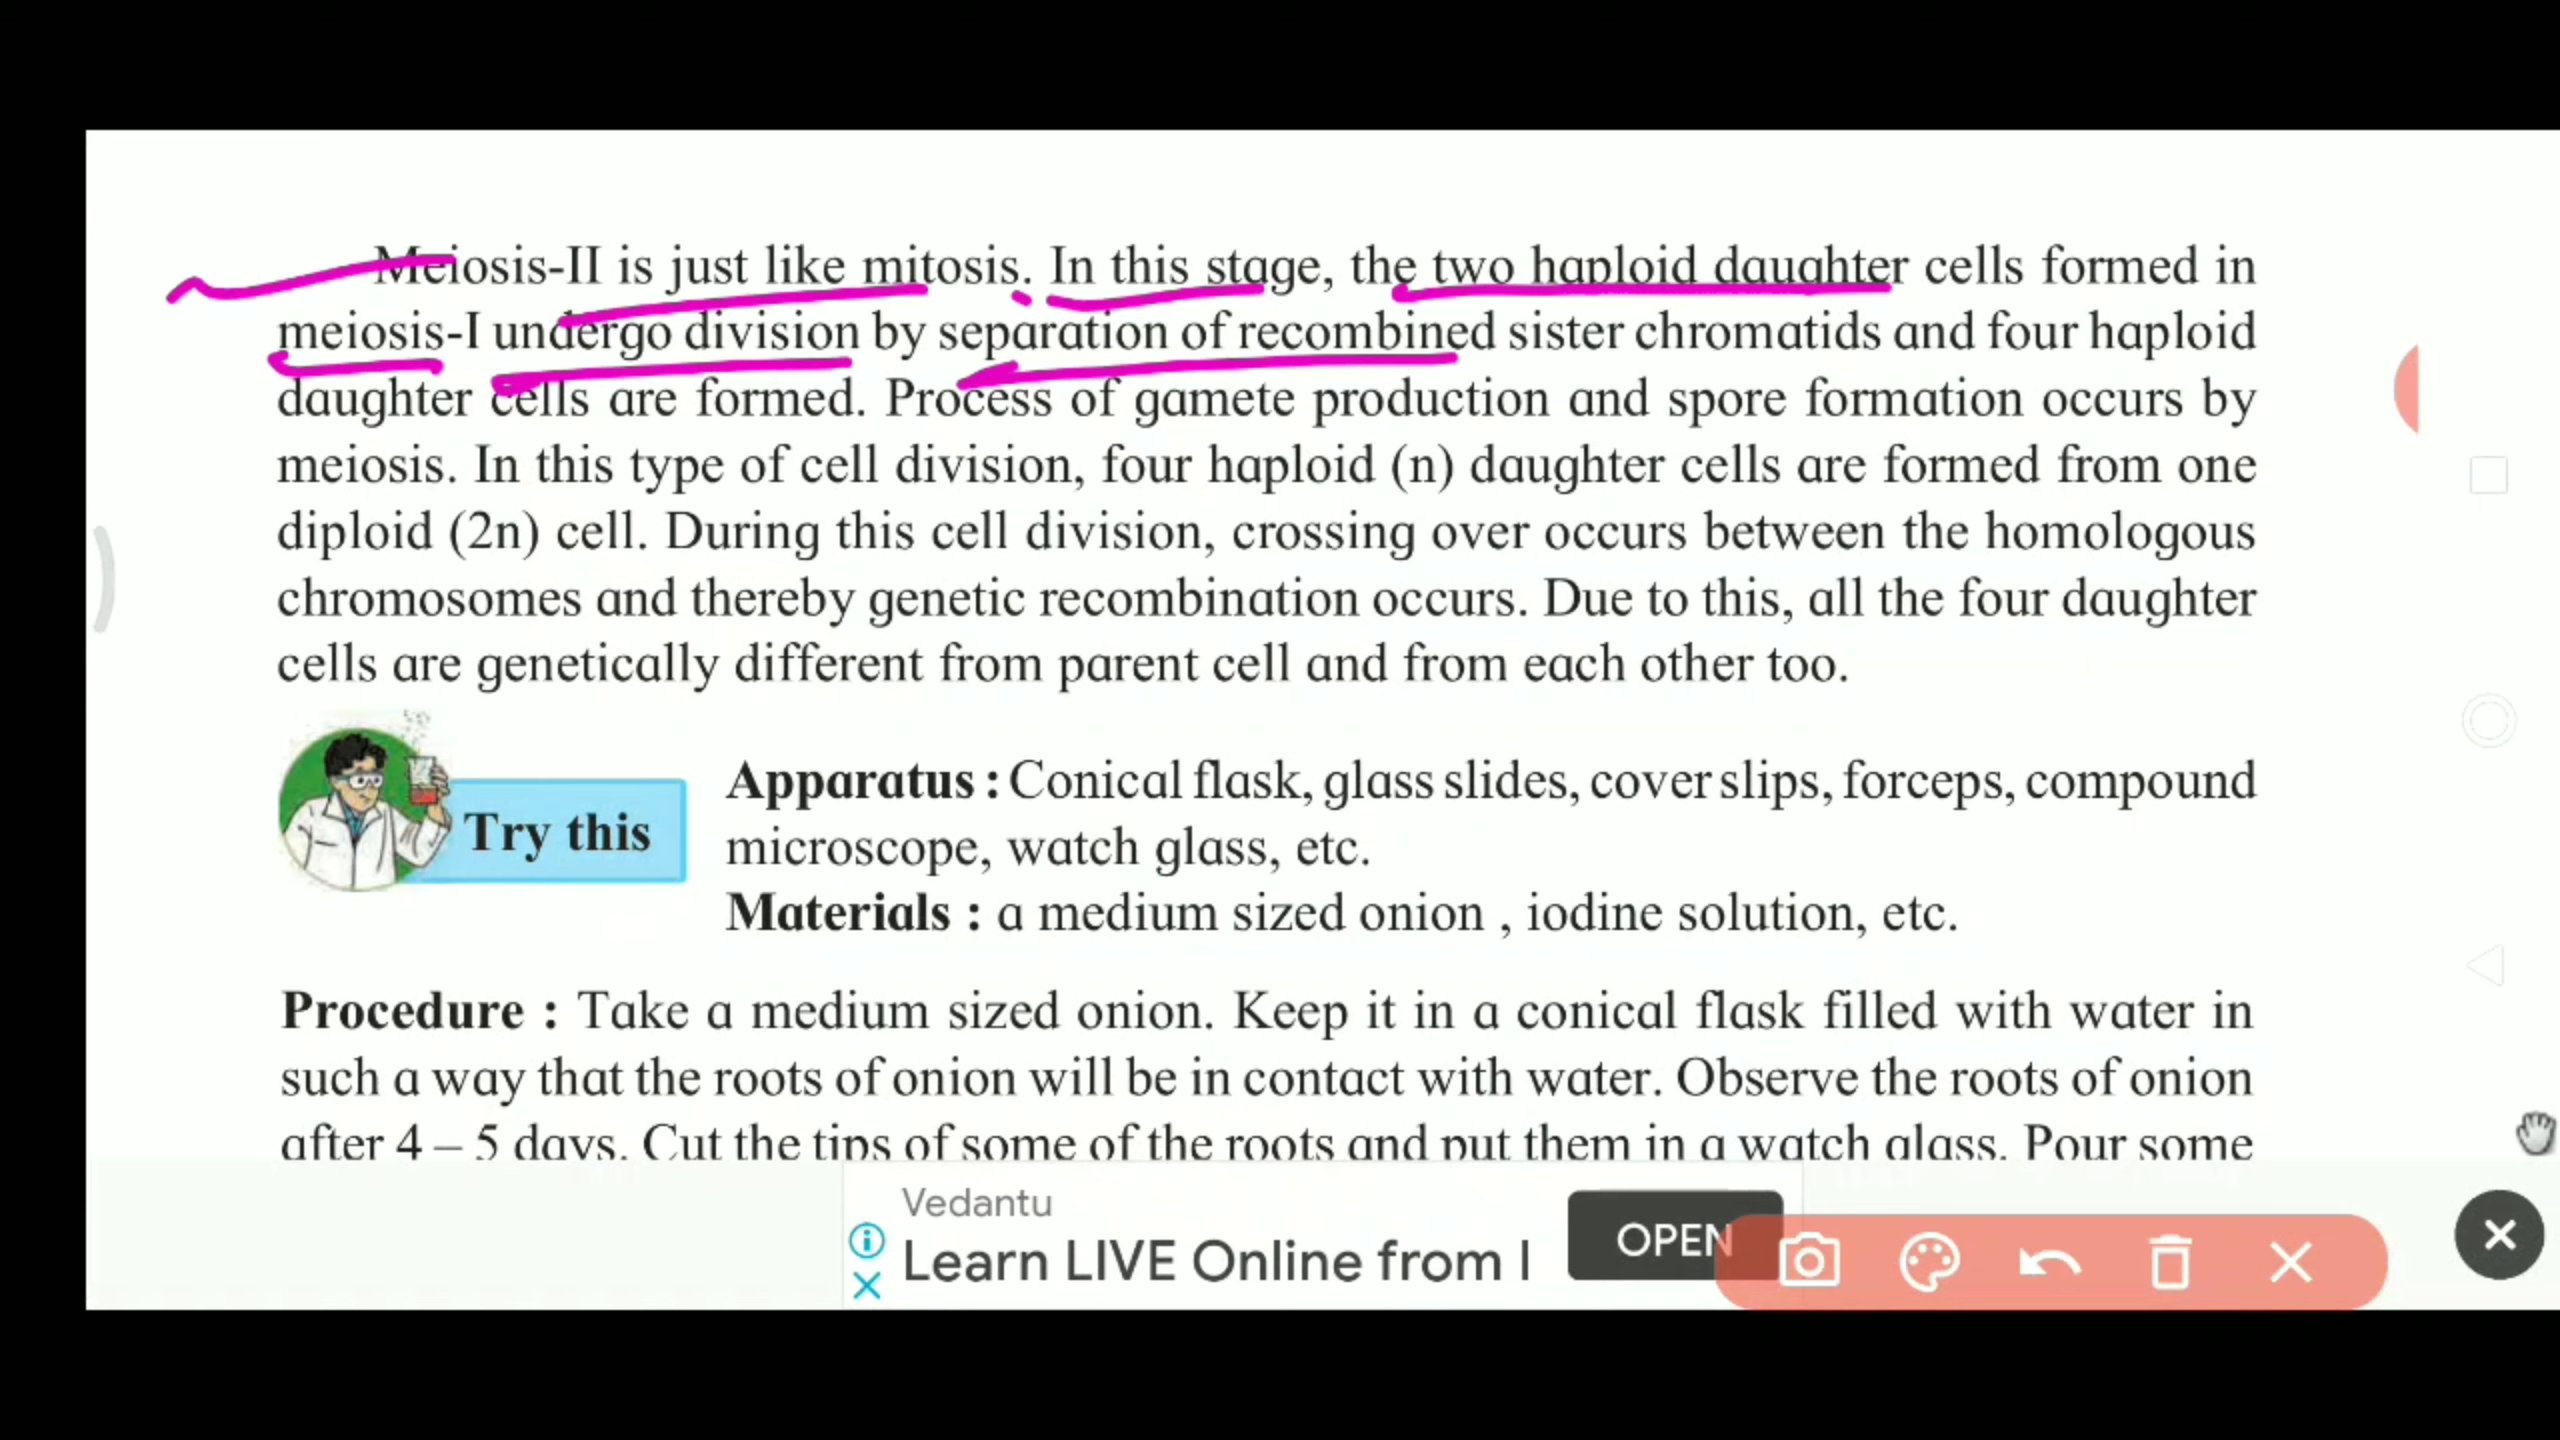 Meiosis-II is just like mitosis. In this stage, the two haploid daughter cells formed in
meiosis-I undergo division by separation of recombined sister chromatids and four haploid
daughter cells are formed. Process of gamete production and spore formation occurs by
meiosis. In this type of cell division, four haploid (n) daughter cells are formed from one
diploid (2n) cell. During this cell division, crossing over occurs between the homologous
chromosomes and thereby genetic recombination occurs. Due to this, all the four daughter
cells are genetically different from parent cell and from each other too.
Try this
Apparatus : Conical flask, glass slides, cover slips, forceps, compound
microscope, watch glass, etc.
Materials : a medium sized onion , iodine solution, etc.
Procedure : Take a medium sized onion. Keep it in a conical flask filled with water in
such a way that the roots of onion will be in contact with water. Observe the roots of onion
after 4 – 5 days. Cut the tips of some of the roots and put them in a watch glass. Pour some
Vedantu
Learn LIVE Online from I
OPEN